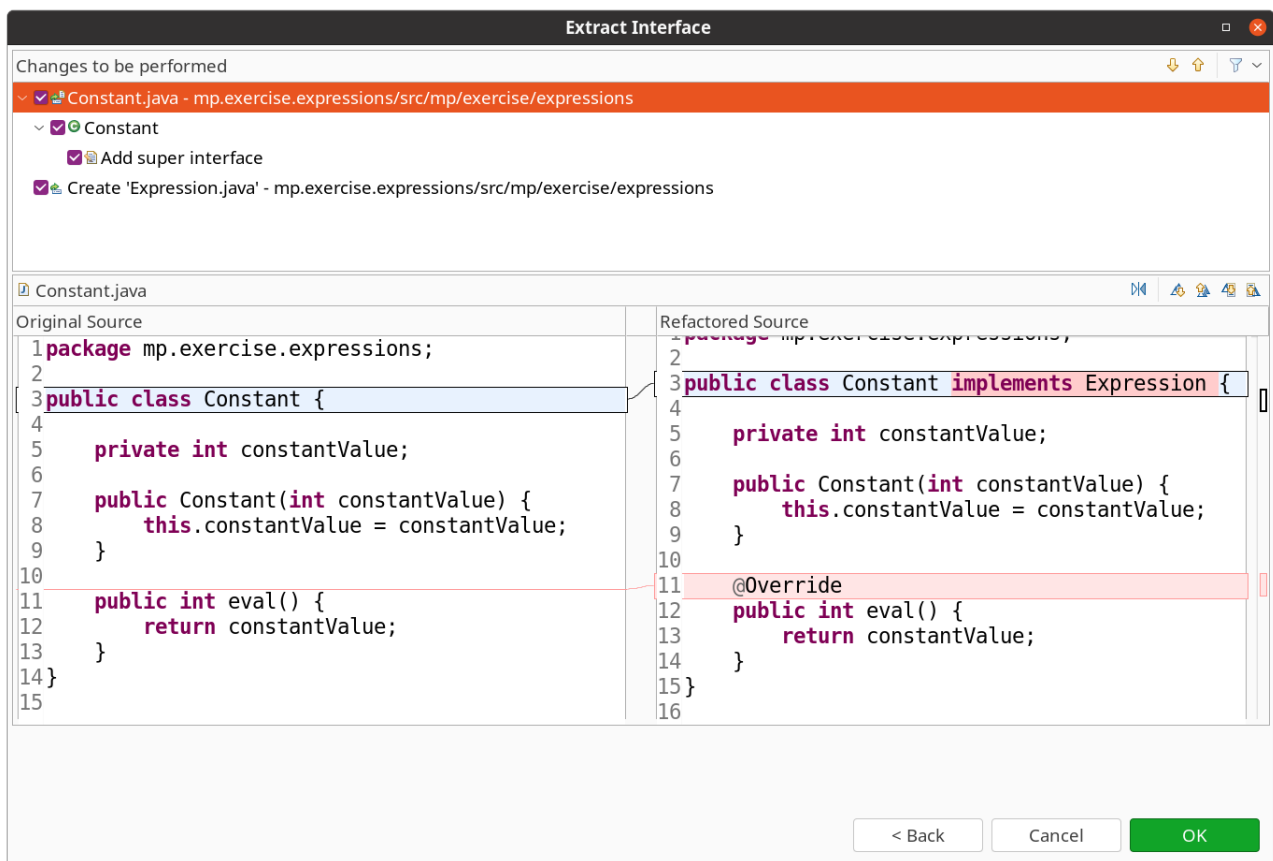 Extract Interface
Changes to be performed
Constant.java - mp.exercise.expressions/src/mp/exercise/expressions
Constant
Add super interface
Create 'Expression.java' - mp.exercise.expressions/src/mp/exercise/expressions
Constant.java
Original Source
1 package mp.exercise.expressions;
2
3 public class Constant {
4
5     private int constantValue;
6
7     public Constant(int constantValue) {
8         this.constantValue = constantValue;
9     }
10
11     public int eval() {
12         return constantValue;
13     }
14 }
15
Refactored Source
1 package mp.exercise.expressions;
2
3 public class Constant implements Expression {
4
5     private int constantValue;
6
7     public Constant(int constantValue) {
8         this.constantValue = constantValue;
9     }
10
11     @Override
12     public int eval() {
13         return constantValue;
14     }
15 }
16
< Back
Cancel
OK